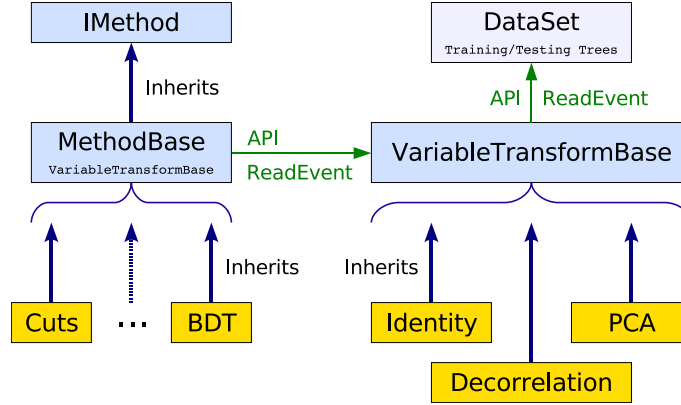 IMethod
DataSet
Training/Testing Trees
Inherits
API ReadEvent
MethodBase
VariableTransformBase
API
ReadEvent
VariableTransformBase
Inherits
Inherits
Cuts
...
BDT
Identity
PCA
Decorrelation